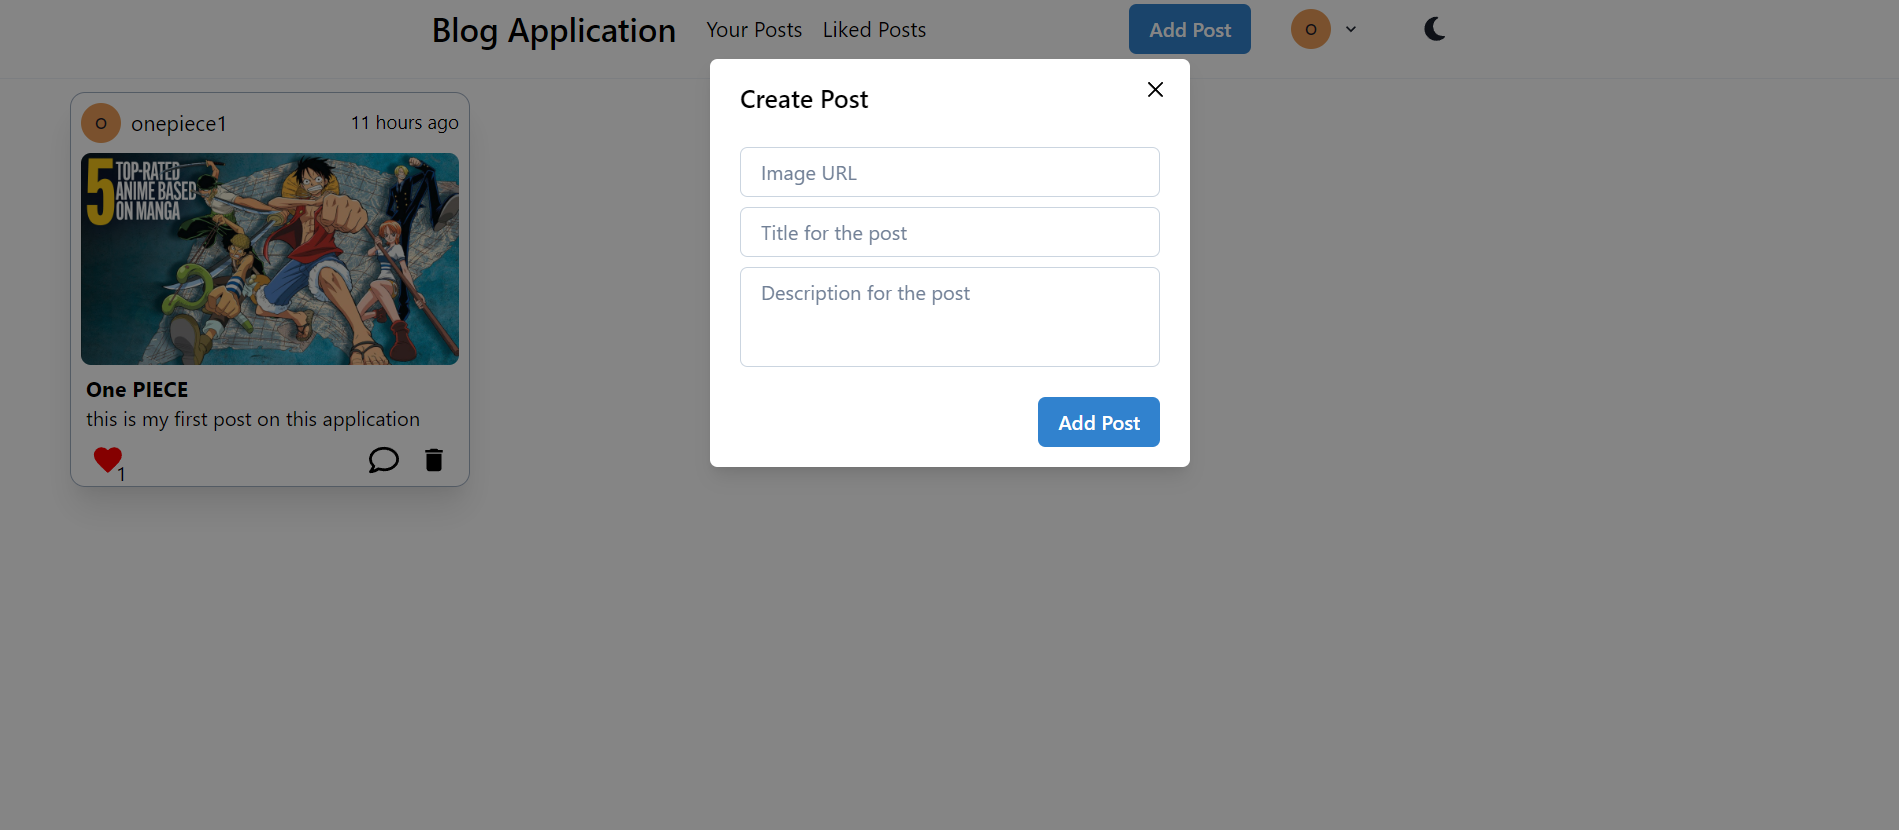 Blog Application
Your Posts
Liked Posts
Add Post
O
Create Post
Image URL
Title for the post
Description for the post
Add Post
O
onepiece1
11 hours ago
5 TOP-RATED
ANIME BASED
ON MANGA
One PIECE
this is my first post on this application
1